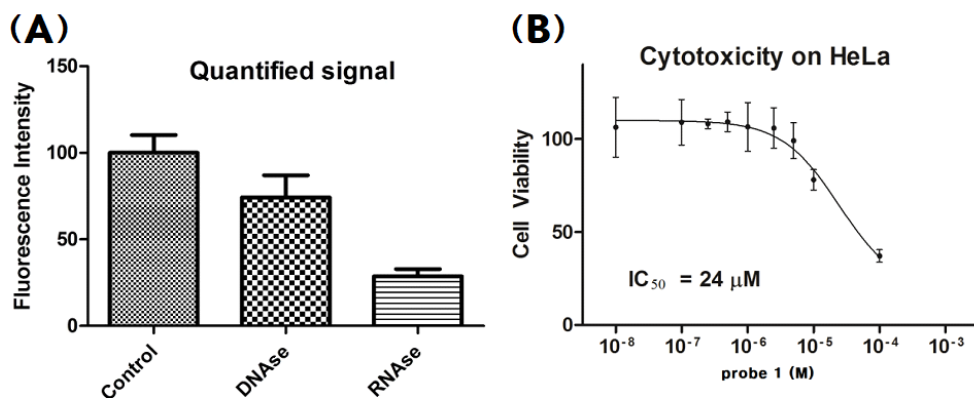 (A)
Quantified signal
Fluorescence Intensity
150
100
50
0
Control
DNAse
RNAse
(B)
Cytotoxicity on HeLa
Cell Viability
100
50
0
IC₅₀ = 24 μM
10⁻⁸ 10⁻⁷ 10⁻⁶ 10⁻⁵ 10⁻⁴ 10⁻³
probe 1 (M)